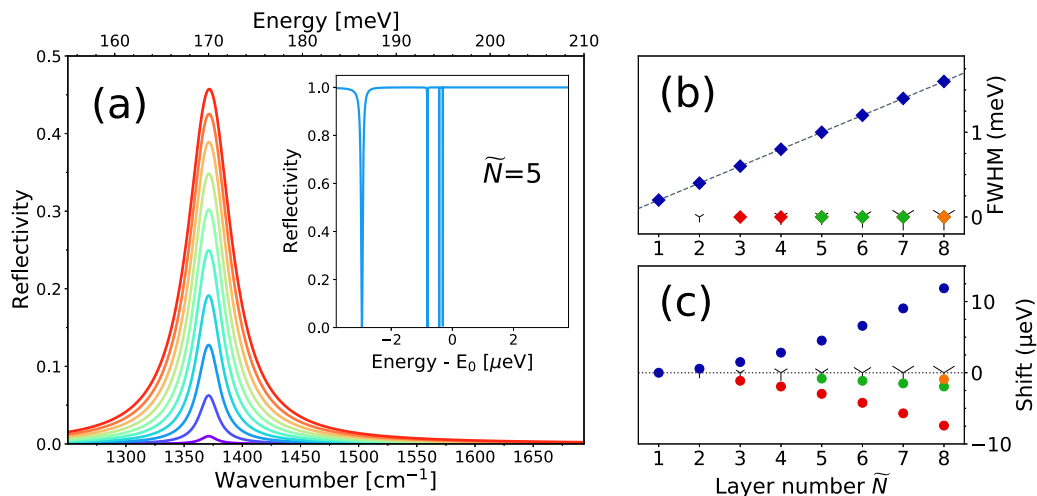 Energy [meV]
160 170 180 190 200 210
(a)
Reflectivity
0.5
0.4
0.3
0.2
0.1
0.0
1300 1350 1400 1450 1500 1550 1600 1650
Wavenumber [cm⁻¹]
Reflectivity
1.0
0.8
0.6
0.4
0.2
0.0
Ñ=5
−2 0 2
Energy - E₀ [μeV]
(b)
1
0
FWHM (meV)
1 2 3 4 5 6 7 8
(c)
10
0
−10
Shift (μeV)
1 2 3 4 5 6 7 8
Layer number Ñ